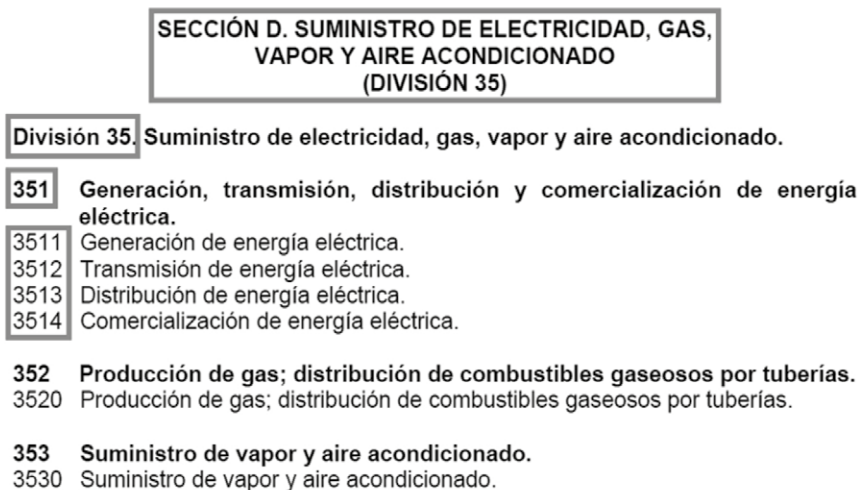 SECCIÓN D. SUMINISTRO DE ELECTRICIDAD, GAS,
VAPOR Y AIRE ACONDICIONADO
(DIVISIÓN 35)
División 35. Suministro de electricidad, gas, vapor y aire acondicionado.
351 Generación, transmisión, distribución y comercialización de energía
eléctrica.
3511 Generación de energía eléctrica.
3512 Transmisión de energía eléctrica.
3513 Distribución de energía eléctrica.
3514 Comercialización de energía eléctrica.
352 Producción de gas; distribución de combustibles gaseosos por tuberías.
3520 Producción de gas; distribución de combustibles gaseosos por tuberías.
353 Suministro de vapor y aire acondicionado.
3530 Suministro de vapor y aire acondicionado.